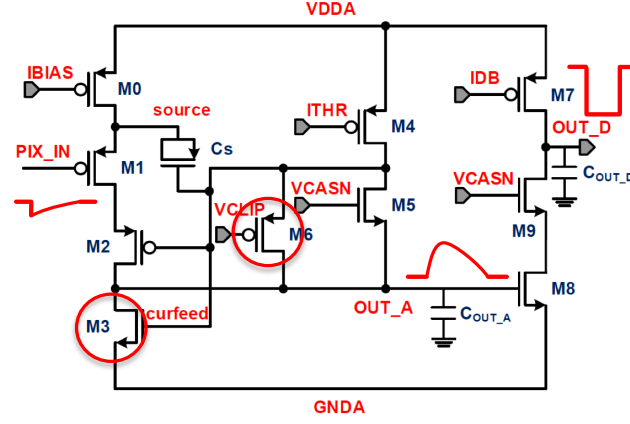 VDDA
IBIAS
M0
IDB
M7
source
ITHR
M4
OUT_D
PIX_IN
M1
Cs
VCASN
M5
VCASN
C_OUT_D
VCLIP
M6
M9
M2
M8
M3
curfeed
OUT_A
C_OUT_A
GNDA